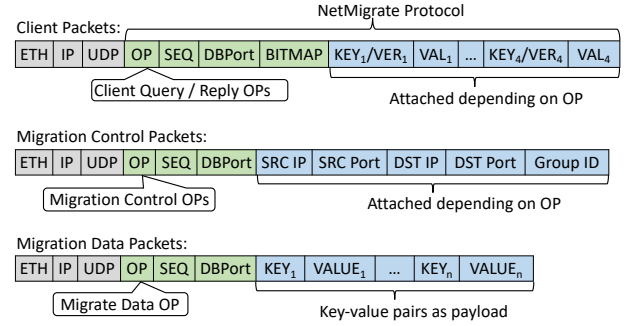 NetMigrate Protocol
Client Packets:
ETH IP UDP OP SEQ DBPort BITMAP KEY1/VER1 VAL1 ... KEY4/VER4 VAL4
Client Query / Reply OPs
Attached depending on OP
Migration Control Packets:
ETH IP UDP OP SEQ DBPort SRC IP SRC Port DST IP DST Port Group ID
Migration Control OPs
Attached depending on OP
Migration Data Packets:
ETH IP UDP OP SEQ DBPort KEY1 VALUE1 ... KEYn VALUEn
Migrate Data OP
Key-value pairs as payload